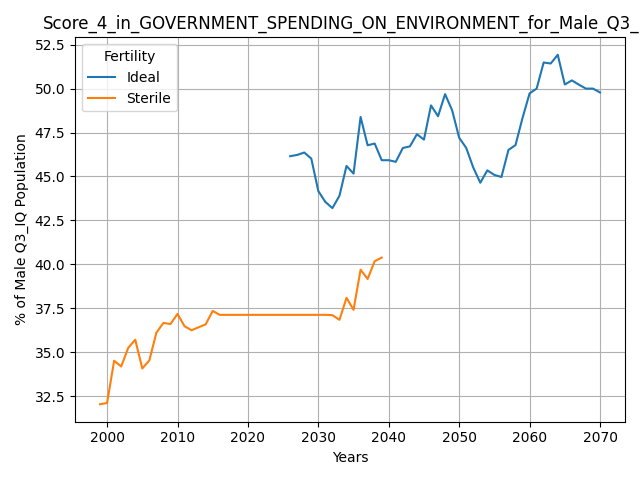 Score_4_in_GOVERNMENT_SPENDING_ON_ENVIRONMENT_for_Male_Q3_
Fertility
Ideal
Sterile
% of Male Q3_IQ Population
52.5
50.0
47.5
45.0
42.5
40.0
37.5
35.0
32.5
2000 2010 2020 2030 2040 2050 2060 2070
Years